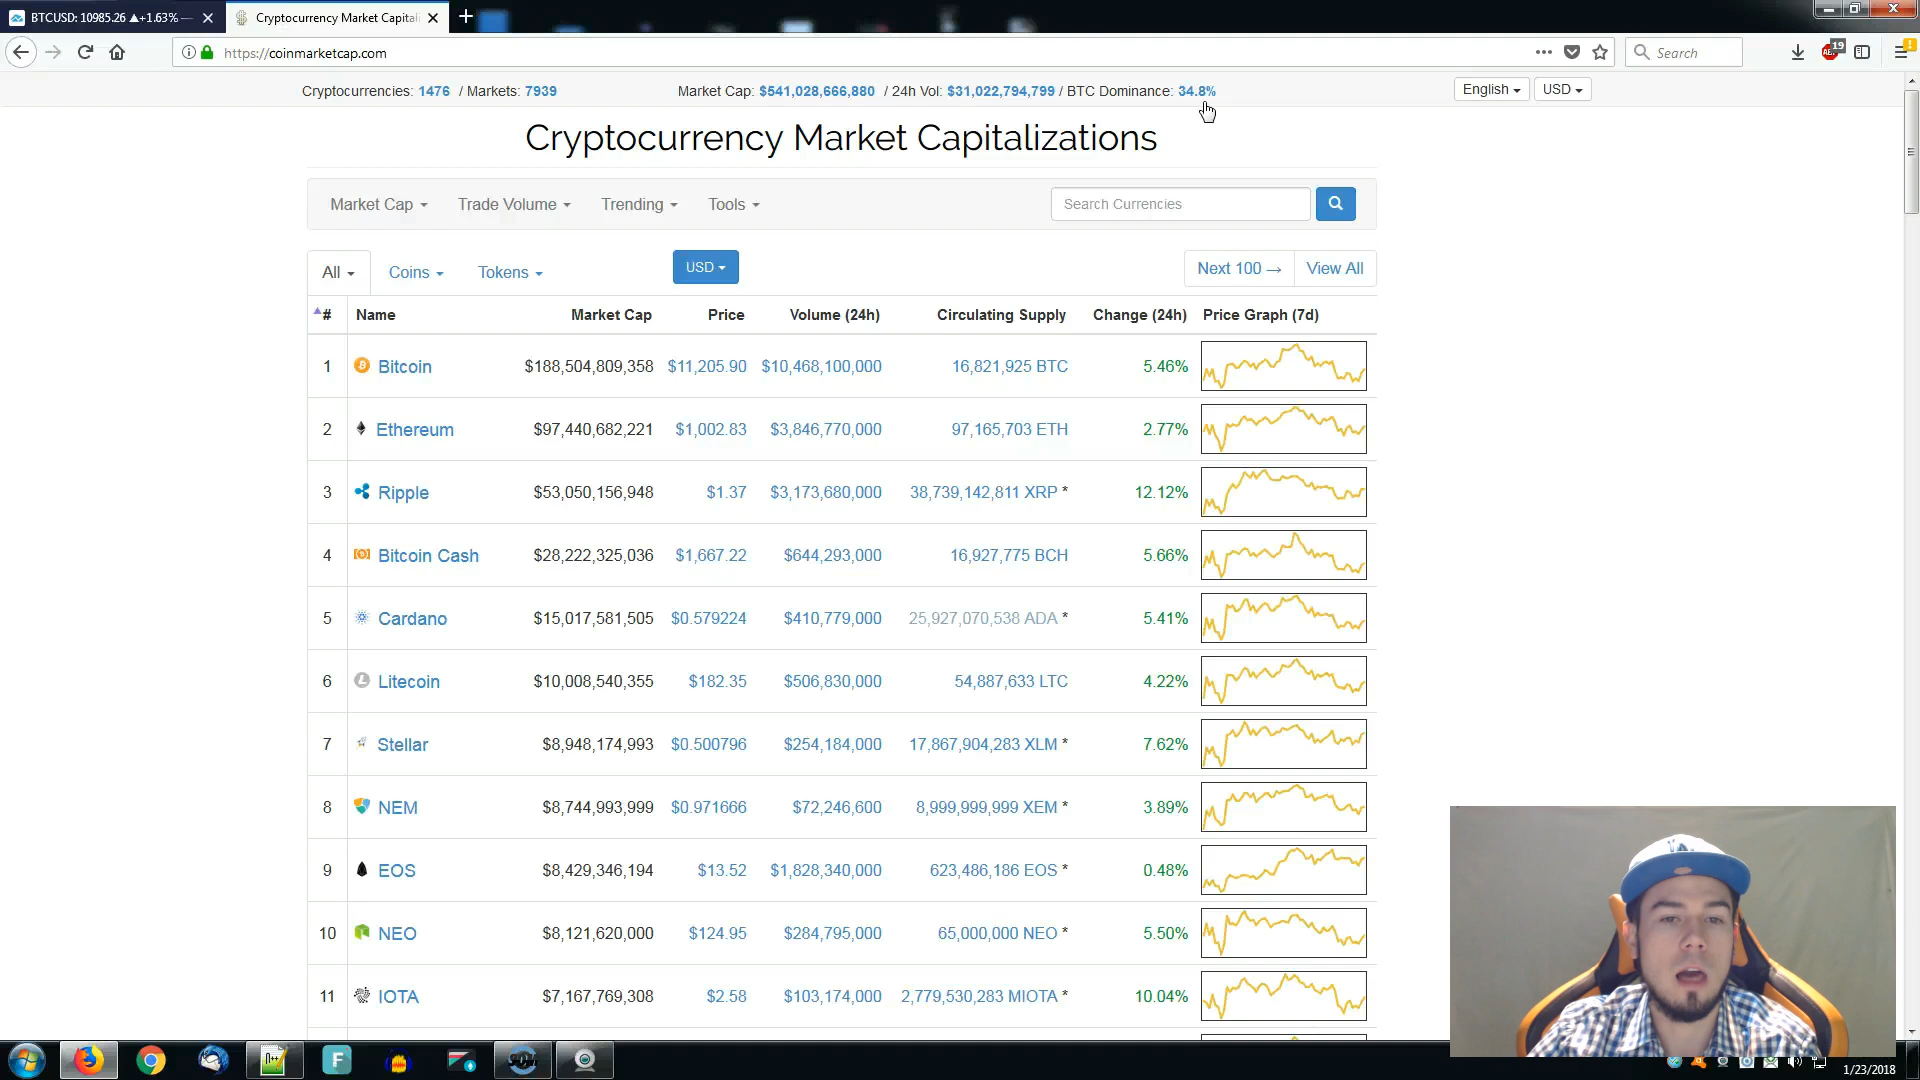 BTCUSD: 10985.26 ▲+1.63% —
Cryptocurrency Market Capitali
https://coinmarketcap.com
Search
19
Cryptocurrencies: 1476 / Markets: 7939
Market Cap: $541,028,666,880 / 24h Vol: $31,022,794,799 / BTC Dominance: 34.8%
English
USD
Cryptocurrency Market Capitalizations
Market Cap Trade Volume Trending Tools
Search Currencies
All Coins Tokens
USD
Next 100 → View All
# Name Market Cap Price Volume (24h) Circulating Supply Change (24h) Price Graph (7d)
1 Bitcoin $188,504,809,358 $11,205.90 $10,468,100,000 16,821,925 BTC 5.46%
2 Ethereum $97,440,682,221 $1,002.83 $3,846,770,000 97,165,703 ETH 2.77%
3 Ripple $53,050,156,948 $1.37 $3,173,680,000 38,739,142,811 XRP * 12.12%
4 Bitcoin Cash $28,222,325,036 $1,667.22 $644,293,000 16,927,775 BCH 5.66%
5 Cardano $15,017,581,505 $0.579224 $410,779,000 25,927,070,538 ADA * 5.41%
6 Litecoin $10,008,540,355 $182.35 $506,830,000 54,887,633 LTC 4.22%
7 Stellar $8,948,174,993 $0.500796 $254,184,000 17,867,904,283 XLM * 7.62%
8 NEM $8,744,993,999 $0.971666 $72,246,600 8,999,999,999 XEM * 3.89%
9 EOS $8,429,346,194 $13.52 $1,828,340,000 623,486,186 EOS * 0.48%
10 NEO $8,121,620,000 $124.95 $284,795,000 65,000,000 NEO * 5.50%
11 IOTA $7,167,769,308 $2.58 $103,174,000 2,779,530,283 MIOTA * 10.04%
F
1/23/2018